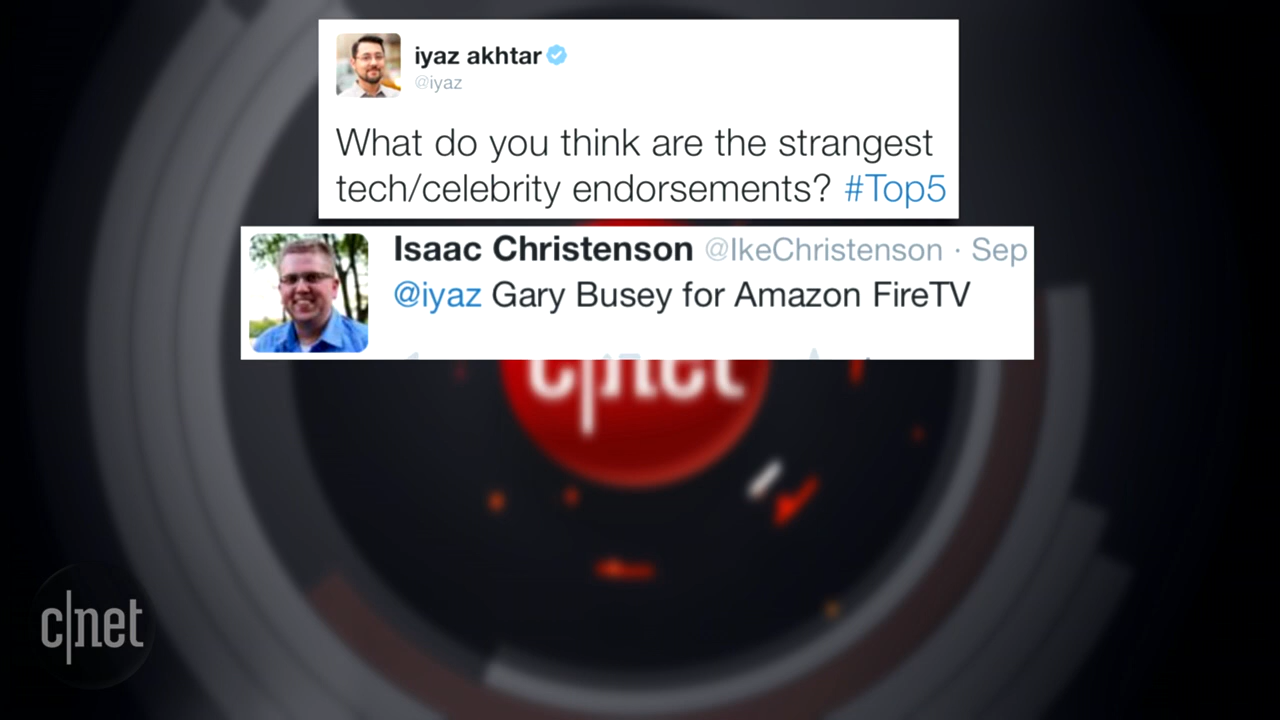 iyaz akhtar
@iyaz
What do you think are the strangest
tech/celebrity endorsements? #Top5
Isaac Christenson @IkeChristenson · Sep
@iyaz Gary Busey for Amazon FireTV
c|net
c|net